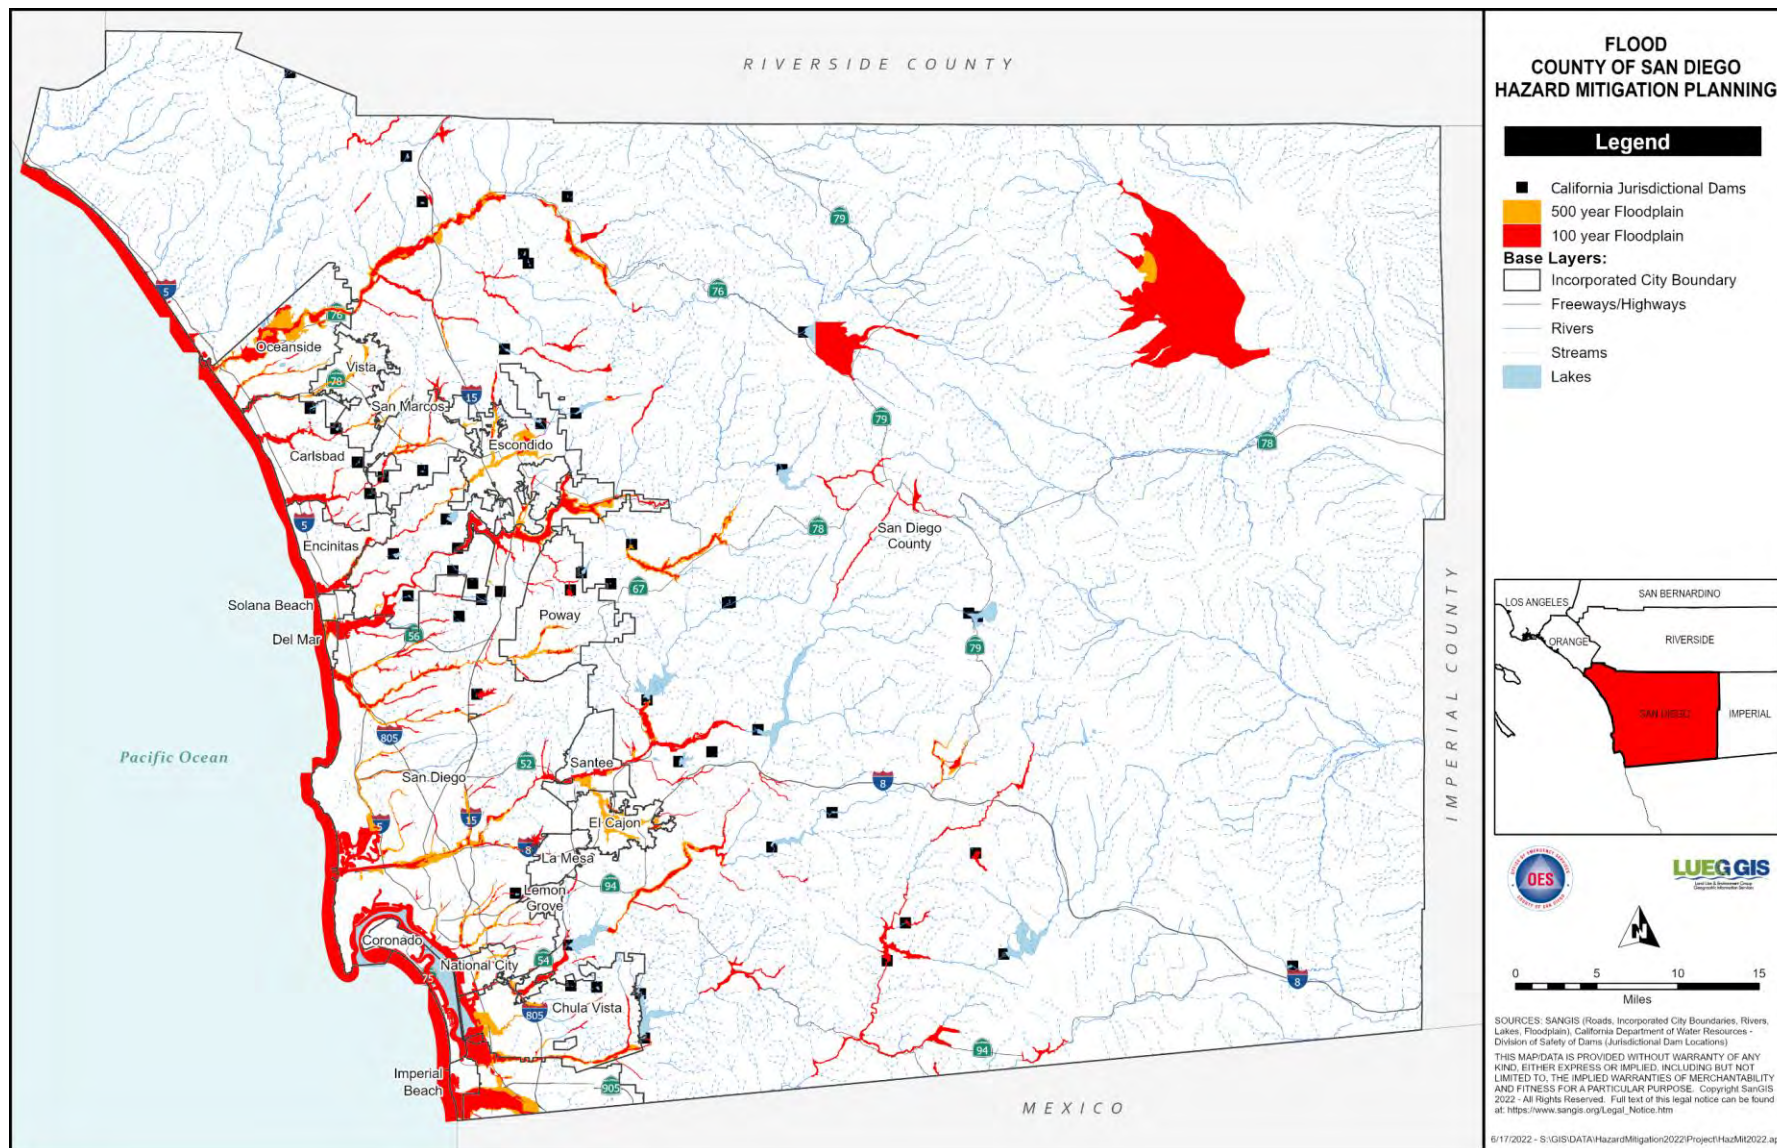 FLOOD
COUNTY OF SAN DIEGO
HAZARD MITIGATION PLANNING
Legend
California Jurisdictional Dams
500 year Floodplain
100 year Floodplain
Base Layers:
Incorporated City Boundary
Freeways/Highways
Rivers
Streams
Lakes
RIVERSIDE COUNTY
79
5
76
76
Oceanside
Vista
78
San Marcos
15
79
78
Escondido
Carlsbad
5
78
San Diego
County
Encinitas
67
Solana Beach
Poway
56
Del Mar
79
IMPERIAL COUNTY
805
Pacific Ocean
52
Santee
San Diego
8
5
15
El Cajon
8
La Mesa
94
Lemon
Grove
Coronado
54
National City
75
8
805
Chula Vista
94
Imperial
Beach
905
MEXICO
LOS ANGELES
SAN BERNARDINO
ORANGE
RIVERSIDE
SAN DIEGO
IMPERIAL
OES
LUEG GIS
Land Use & Environment Group
Geographic Information Services
N
0 5 10 15
Miles
SOURCES: SANGIS (Roads, Incorporated City Boundaries, Rivers,
Lakes, Floodplain), California Department of Water Resources -
Division of Safety of Dams (Jurisdictional Dam Locations)
THIS MAP/DATA IS PROVIDED WITHOUT WARRANTY OF ANY
KIND, EITHER EXPRESS OR IMPLIED, INCLUDING BUT NOT
LIMITED TO, THE IMPLIED WARRANTIES OF MERCHANTABILITY
AND FITNESS FOR A PARTICULAR PURPOSE. Copyright SanGIS
2022 - All Rights Reserved. Full text of this legal notice can be found
at: https://www.sangis.org/Legal_Notice.htm
6/17/2022 - S:\GIS\DATA\HazardMitigation2022\Project\HazMit2022.ap